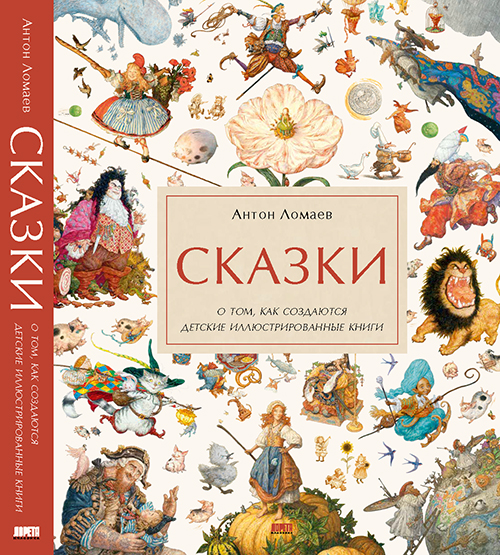 Антон Ломаев
Сказки
о том, как создаются
детские иллюстрированные книги
Антон Ломаев
Сказки
о том, как создаются
детские иллюстрированные книги